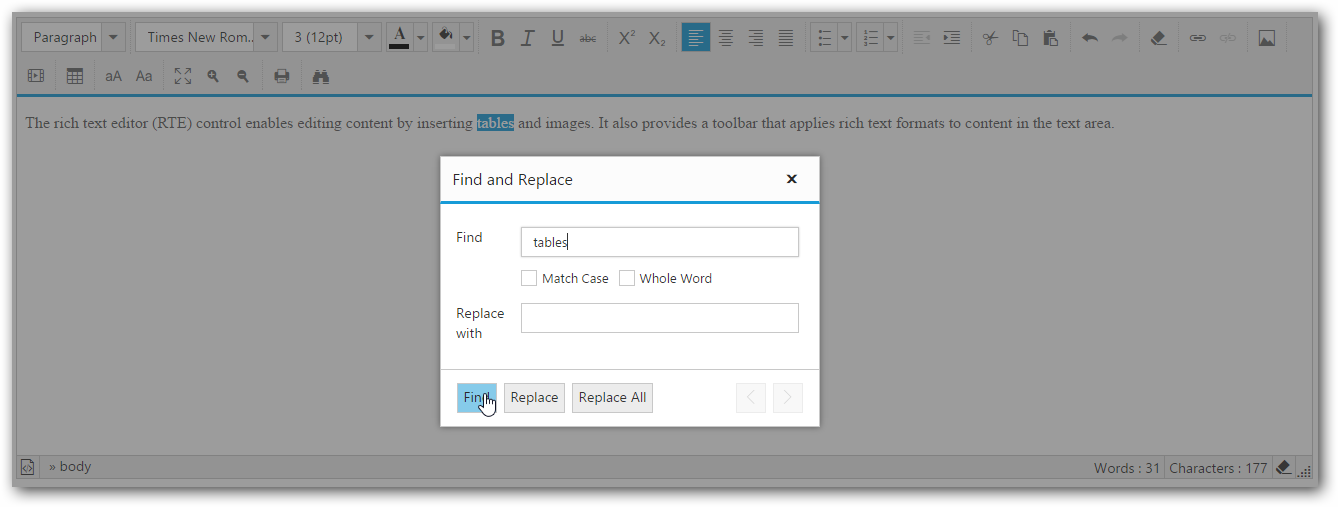 Paragraph Times New Rom... 3 (12pt) A B I U abc X² X₂
aA Aa
The rich text editor (RTE) control enables editing content by inserting tables and images. It also provides a toolbar that applies rich text formats to content in the text area.
Find and Replace
Find
tables
Match Case Whole Word
Replace
with
Find Replace Replace All
» body Words : 31 Characters : 177